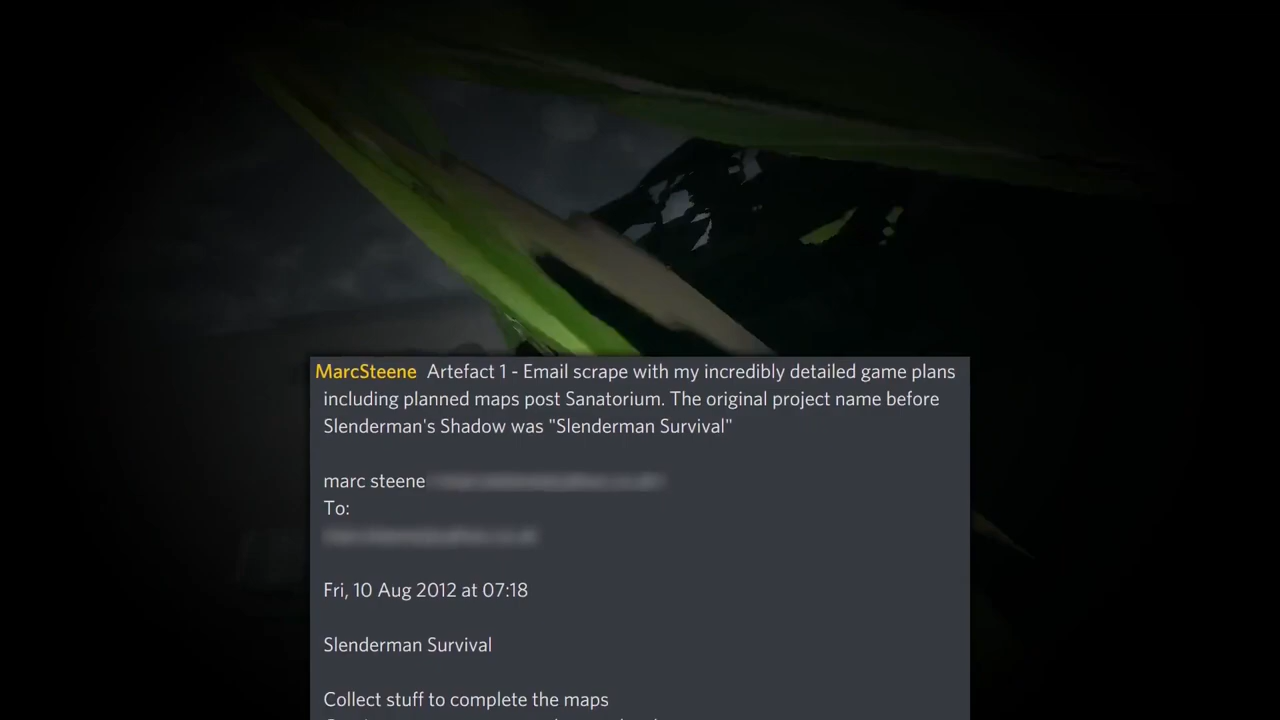 MarcSteene Artefact 1 - Email scrape with my incredibly detailed game plans
including planned maps post Sanatorium. The original project name before
Slenderman's Shadow was "Slenderman Survival"
marc steene
To:
Fri, 10 Aug 2012 at 07:18
Slenderman Survival
Collect stuff to complete the maps